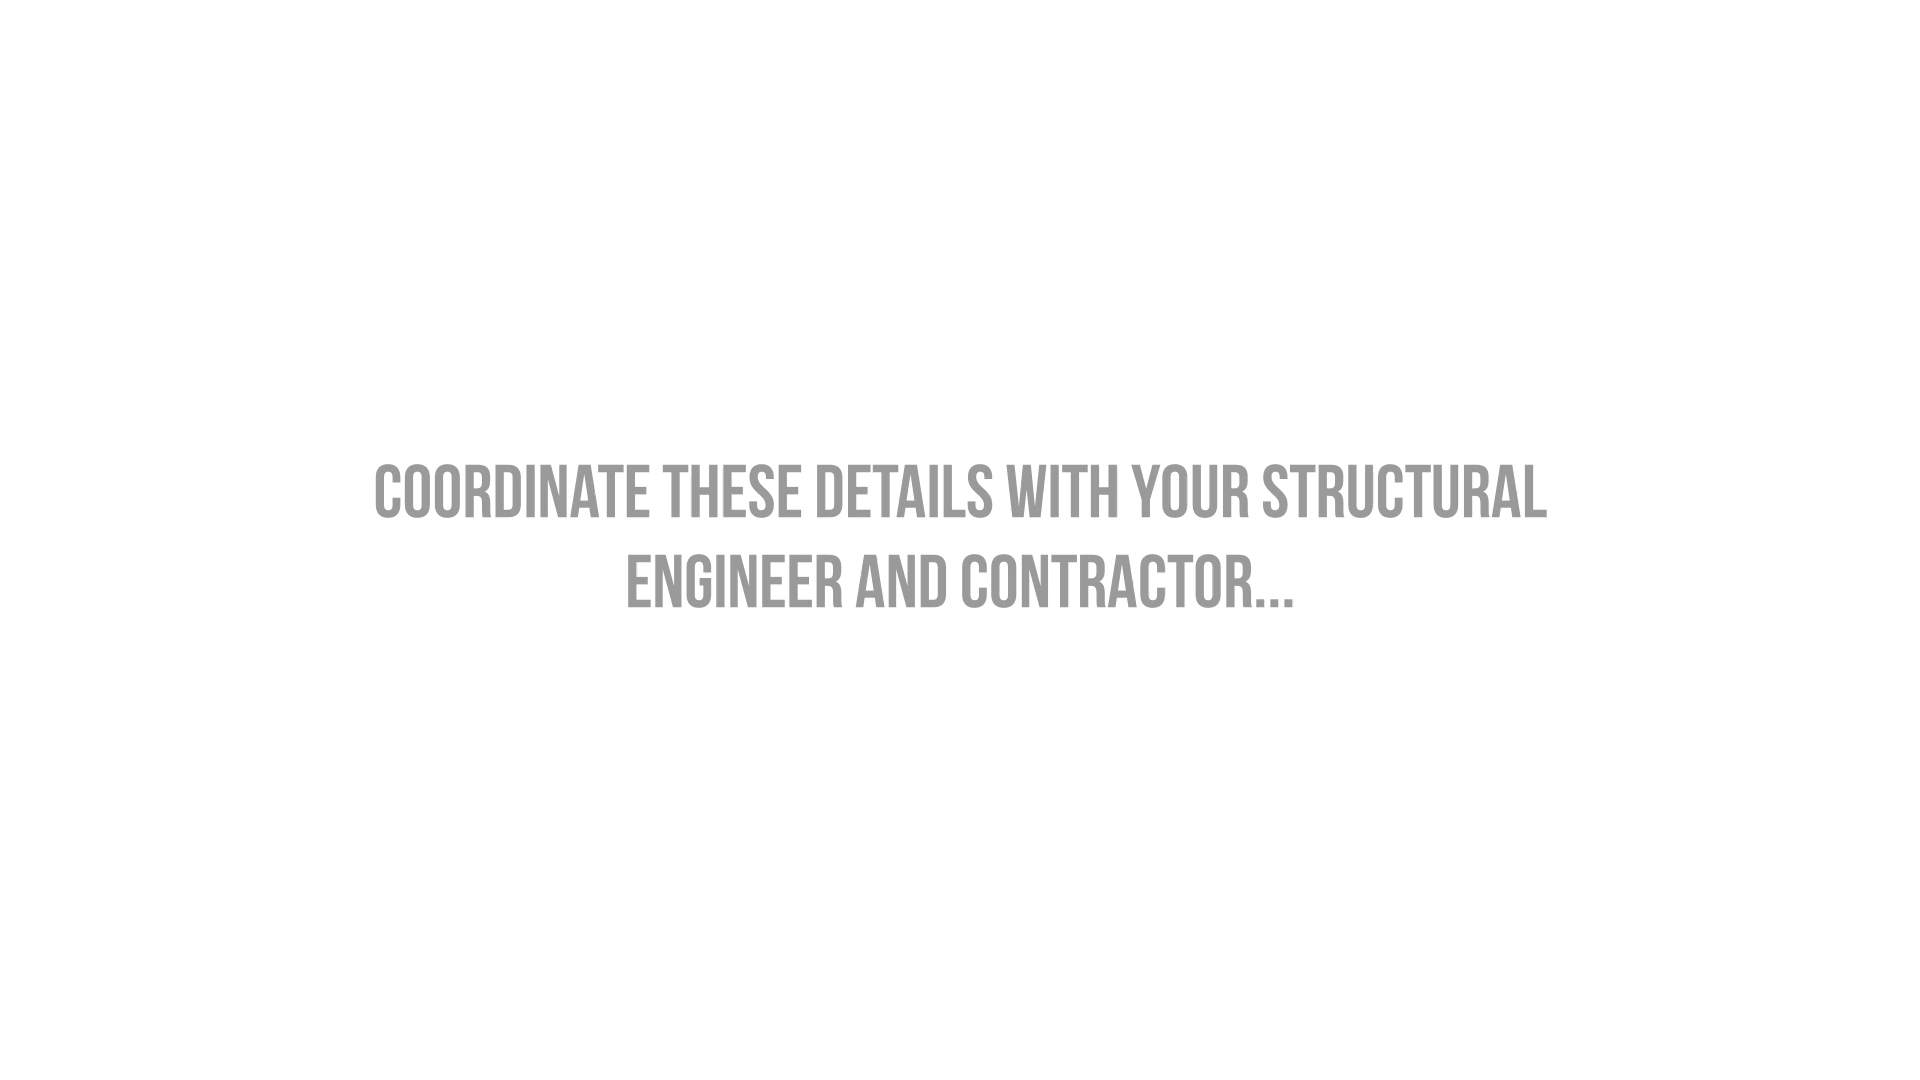 COORDINATE THESE DETAILS WITH YOUR STRUCTURAL
ENGINEER AND CONTRACTOR...